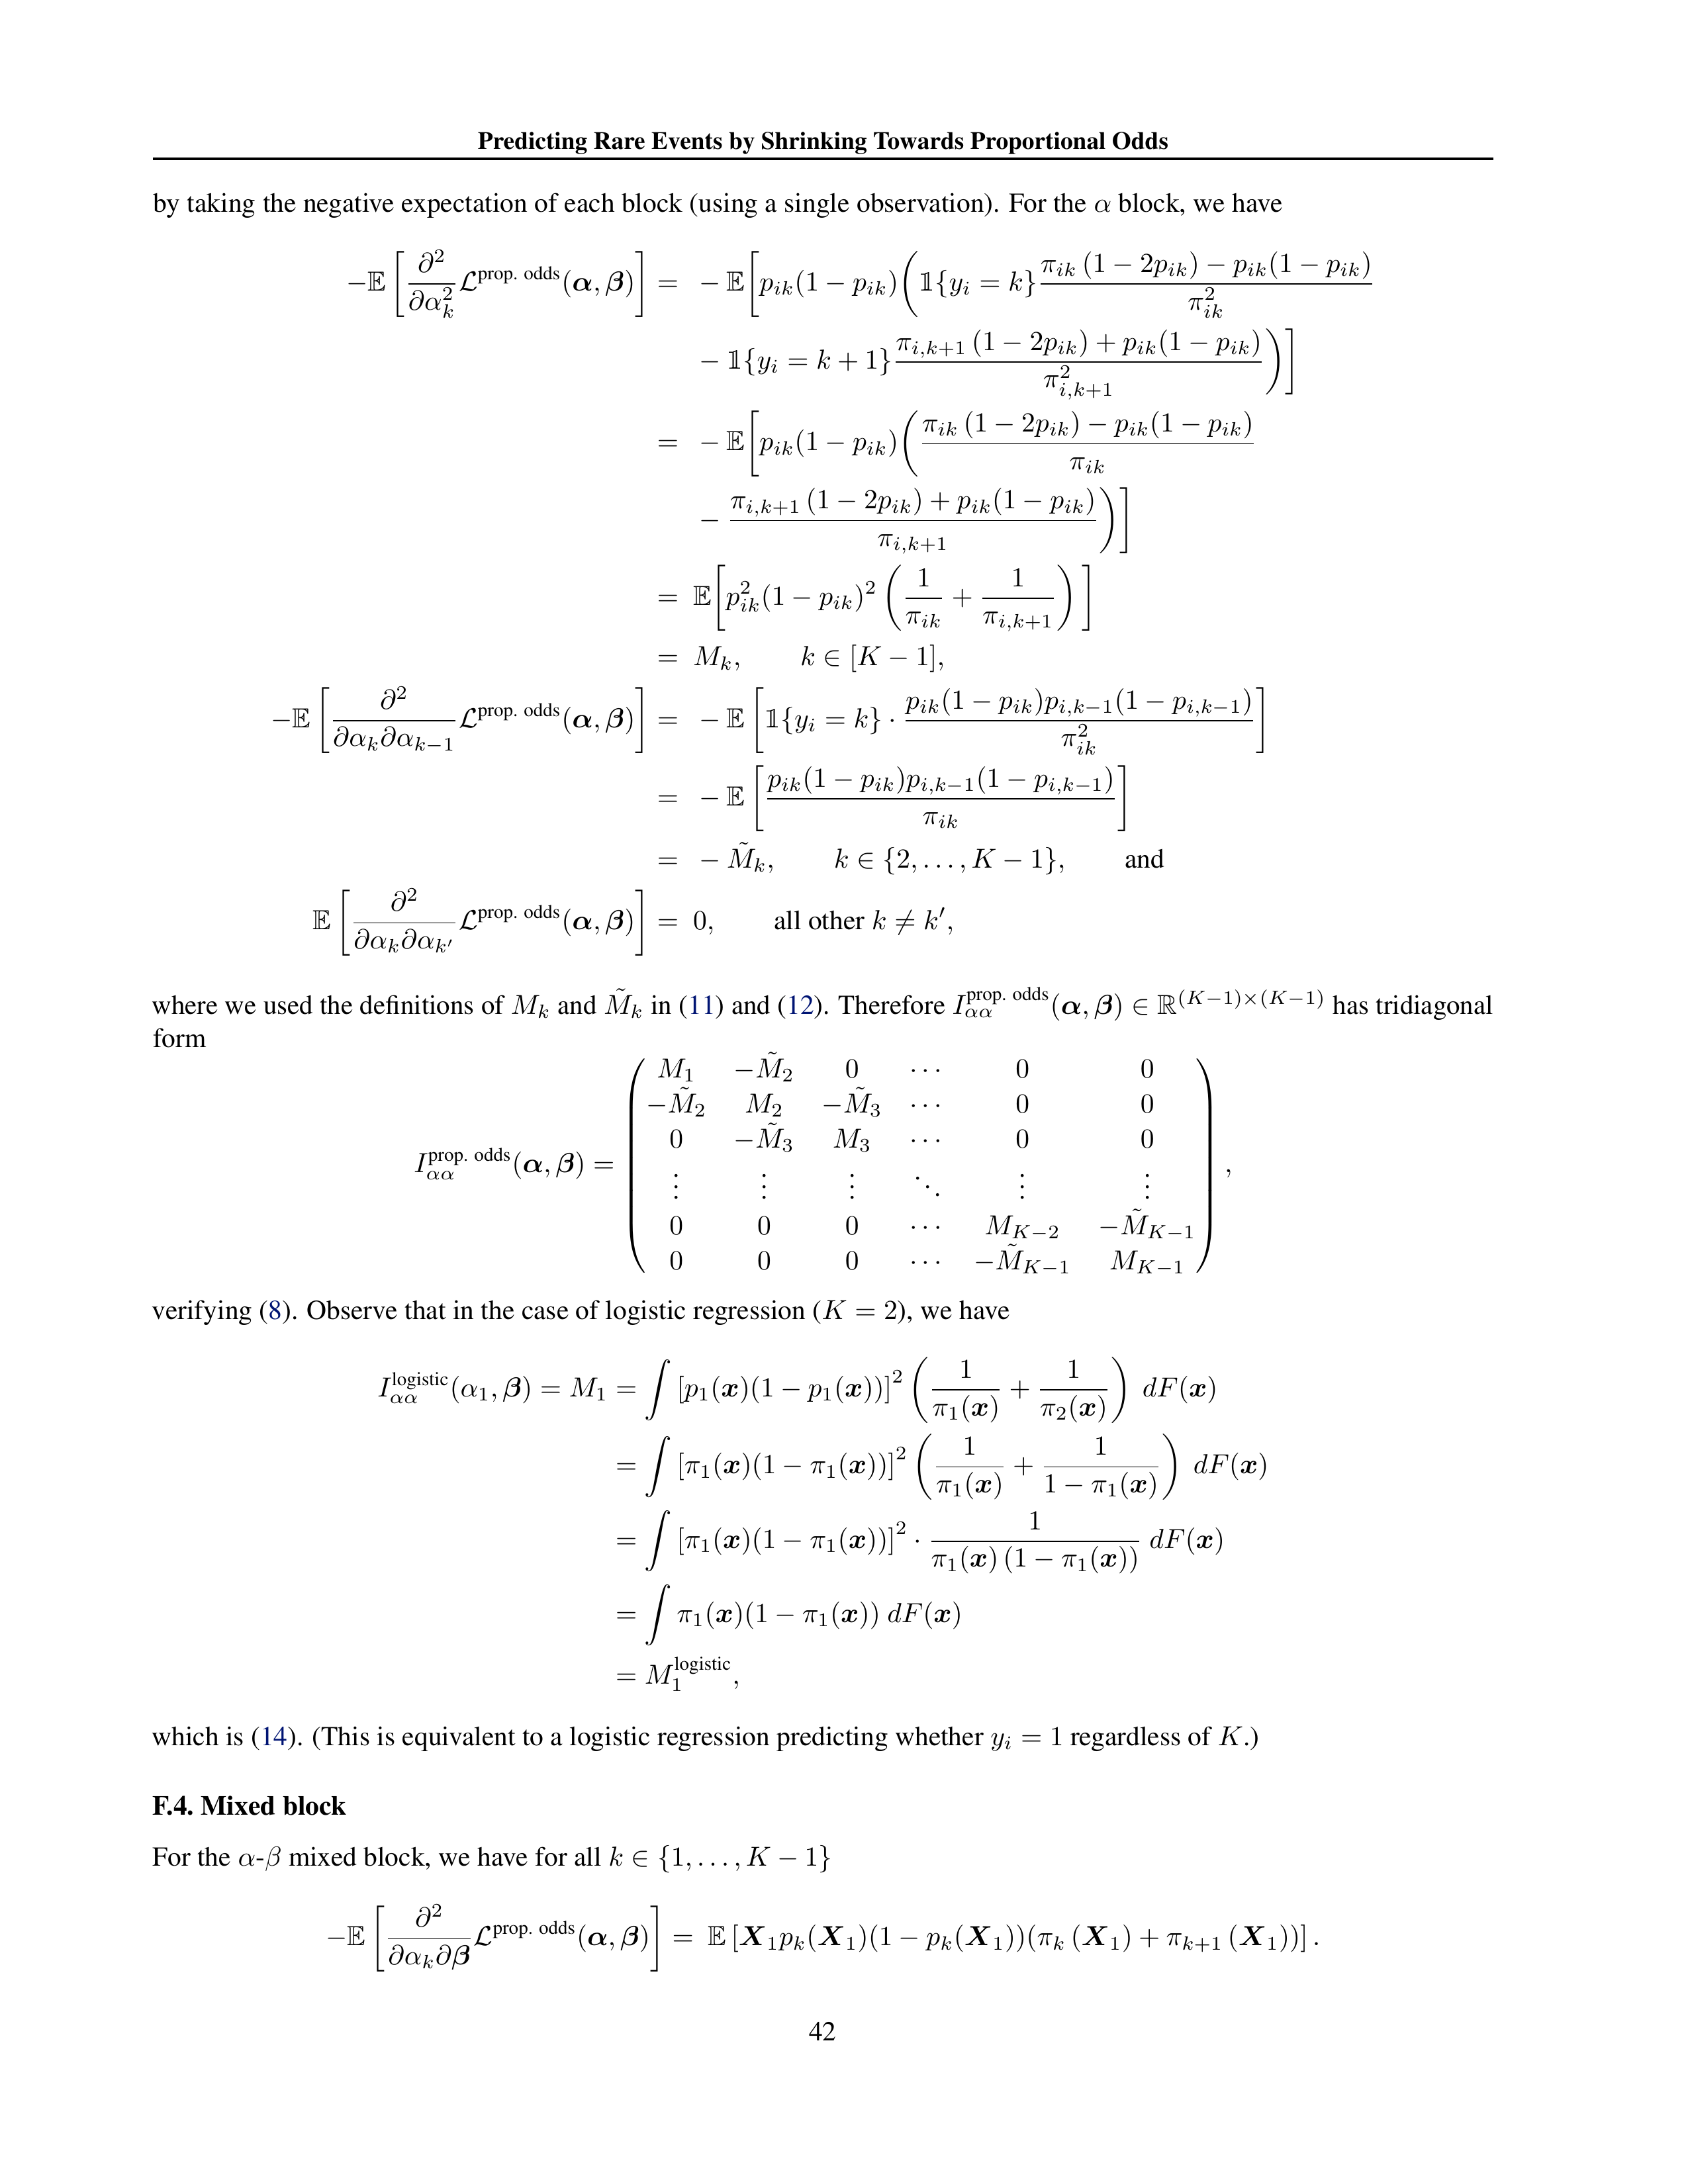 Predicting Rare Events by Shrinking Towards Proportional Odds
by taking the negative expectation of each block (using a single observation). For the α block, we have
$-\mathbb{E}\left[\frac{\partial^2}{\partial\alpha_k^2}\mathcal{L}^{\text{prop. odds}}(\boldsymbol{\alpha},\boldsymbol{\beta})\right] = -\mathbb{E}\Bigg[p_{ik}(1-p_{ik})\Bigg(\mathbb{1}\{y_i=k\}\frac{\pi_{ik}(1-2p_{ik})-p_{ik}(1-p_{ik})}{\pi_{ik}^2}$
$-\mathbb{1}\{y_i=k+1\}\frac{\pi_{i,k+1}(1-2p_{ik})+p_{ik}(1-p_{ik})}{\pi_{i,k+1}^2}\Bigg)\Bigg]$
$= -\mathbb{E}\Bigg[p_{ik}(1-p_{ik})\Bigg(\frac{\pi_{ik}(1-2p_{ik})-p_{ik}(1-p_{ik})}{\pi_{ik}}$
$-\frac{\pi_{i,k+1}(1-2p_{ik})+p_{ik}(1-p_{ik})}{\pi_{i,k+1}}\Bigg)\Bigg]$
$= \mathbb{E}\left[p_{ik}^2(1-p_{ik})^2\left(\frac{1}{\pi_{ik}}+\frac{1}{\pi_{i,k+1}}\right)\right]$
$= M_k, \quad k\in[K-1],$
$-\mathbb{E}\left[\frac{\partial^2}{\partial\alpha_k\partial\alpha_{k-1}}\mathcal{L}^{\text{prop. odds}}(\boldsymbol{\alpha},\boldsymbol{\beta})\right] = -\mathbb{E}\left[\mathbb{1}\{y_i=k\}\cdot\frac{p_{ik}(1-p_{ik})p_{i,k-1}(1-p_{i,k-1})}{\pi_{ik}^2}\right]$
$= -\mathbb{E}\left[\frac{p_{ik}(1-p_{ik})p_{i,k-1}(1-p_{i,k-1})}{\pi_{ik}}\right]$
$= -\tilde{M}_k, \quad k\in\{2,\ldots,K-1\}, \quad \text{and}$
$\mathbb{E}\left[\frac{\partial^2}{\partial\alpha_k\partial\alpha_{k'}}\mathcal{L}^{\text{prop. odds}}(\boldsymbol{\alpha},\boldsymbol{\beta})\right] = 0, \quad \text{all other } k\neq k',$
where we used the definitions of $M_k$ and $\tilde{M}_k$ in (11) and (12). Therefore $I_{\alpha\alpha}^{\text{prop. odds}}(\boldsymbol{\alpha},\boldsymbol{\beta})\in\mathbb{R}^{(K-1)\times(K-1)}$ has tridiagonal
form
$I_{\alpha\alpha}^{\text{prop. odds}}(\boldsymbol{\alpha},\boldsymbol{\beta}) = \begin{pmatrix} M_1 & -\tilde{M}_2 & 0 & \cdots & 0 & 0 \\ -\tilde{M}_2 & M_2 & -\tilde{M}_3 & \cdots & 0 & 0 \\ 0 & -\tilde{M}_3 & M_3 & \cdots & 0 & 0 \\ \vdots & \vdots & \vdots & \ddots & \vdots & \vdots \\ 0 & 0 & 0 & \cdots & M_{K-2} & -\tilde{M}_{K-1} \\ 0 & 0 & 0 & \cdots & -\tilde{M}_{K-1} & M_{K-1} \end{pmatrix},$
verifying (8). Observe that in the case of logistic regression ($K=2$), we have
$I_{\alpha\alpha}^{\text{logistic}}(\alpha_1,\boldsymbol{\beta}) = M_1 = \int [p_1(\boldsymbol{x})(1-p_1(\boldsymbol{x}))]^2\left(\frac{1}{\pi_1(\boldsymbol{x})}+\frac{1}{\pi_2(\boldsymbol{x})}\right) dF(\boldsymbol{x})$
$= \int [\pi_1(\boldsymbol{x})(1-\pi_1(\boldsymbol{x}))]^2\left(\frac{1}{\pi_1(\boldsymbol{x})}+\frac{1}{1-\pi_1(\boldsymbol{x})}\right) dF(\boldsymbol{x})$
$= \int [\pi_1(\boldsymbol{x})(1-\pi_1(\boldsymbol{x}))]^2\cdot\frac{1}{\pi_1(\boldsymbol{x})(1-\pi_1(\boldsymbol{x}))} dF(\boldsymbol{x})$
$= \int \pi_1(\boldsymbol{x})(1-\pi_1(\boldsymbol{x})) dF(\boldsymbol{x})$
$= M_1^{\text{logistic}},$
which is (14). (This is equivalent to a logistic regression predicting whether $y_i=1$ regardless of $K$.)
F.4. Mixed block
For the α-β mixed block, we have for all $k\in\{1,\ldots,K-1\}$
$-\mathbb{E}\left[\frac{\partial^2}{\partial\alpha_k\partial\boldsymbol{\beta}}\mathcal{L}^{\text{prop. odds}}(\boldsymbol{\alpha},\boldsymbol{\beta})\right] = \mathbb{E}\left[\boldsymbol{X}_1p_k(\boldsymbol{X}_1)(1-p_k(\boldsymbol{X}_1))(\pi_k(\boldsymbol{X}_1)+\pi_{k+1}(\boldsymbol{X}_1))\right].$
42